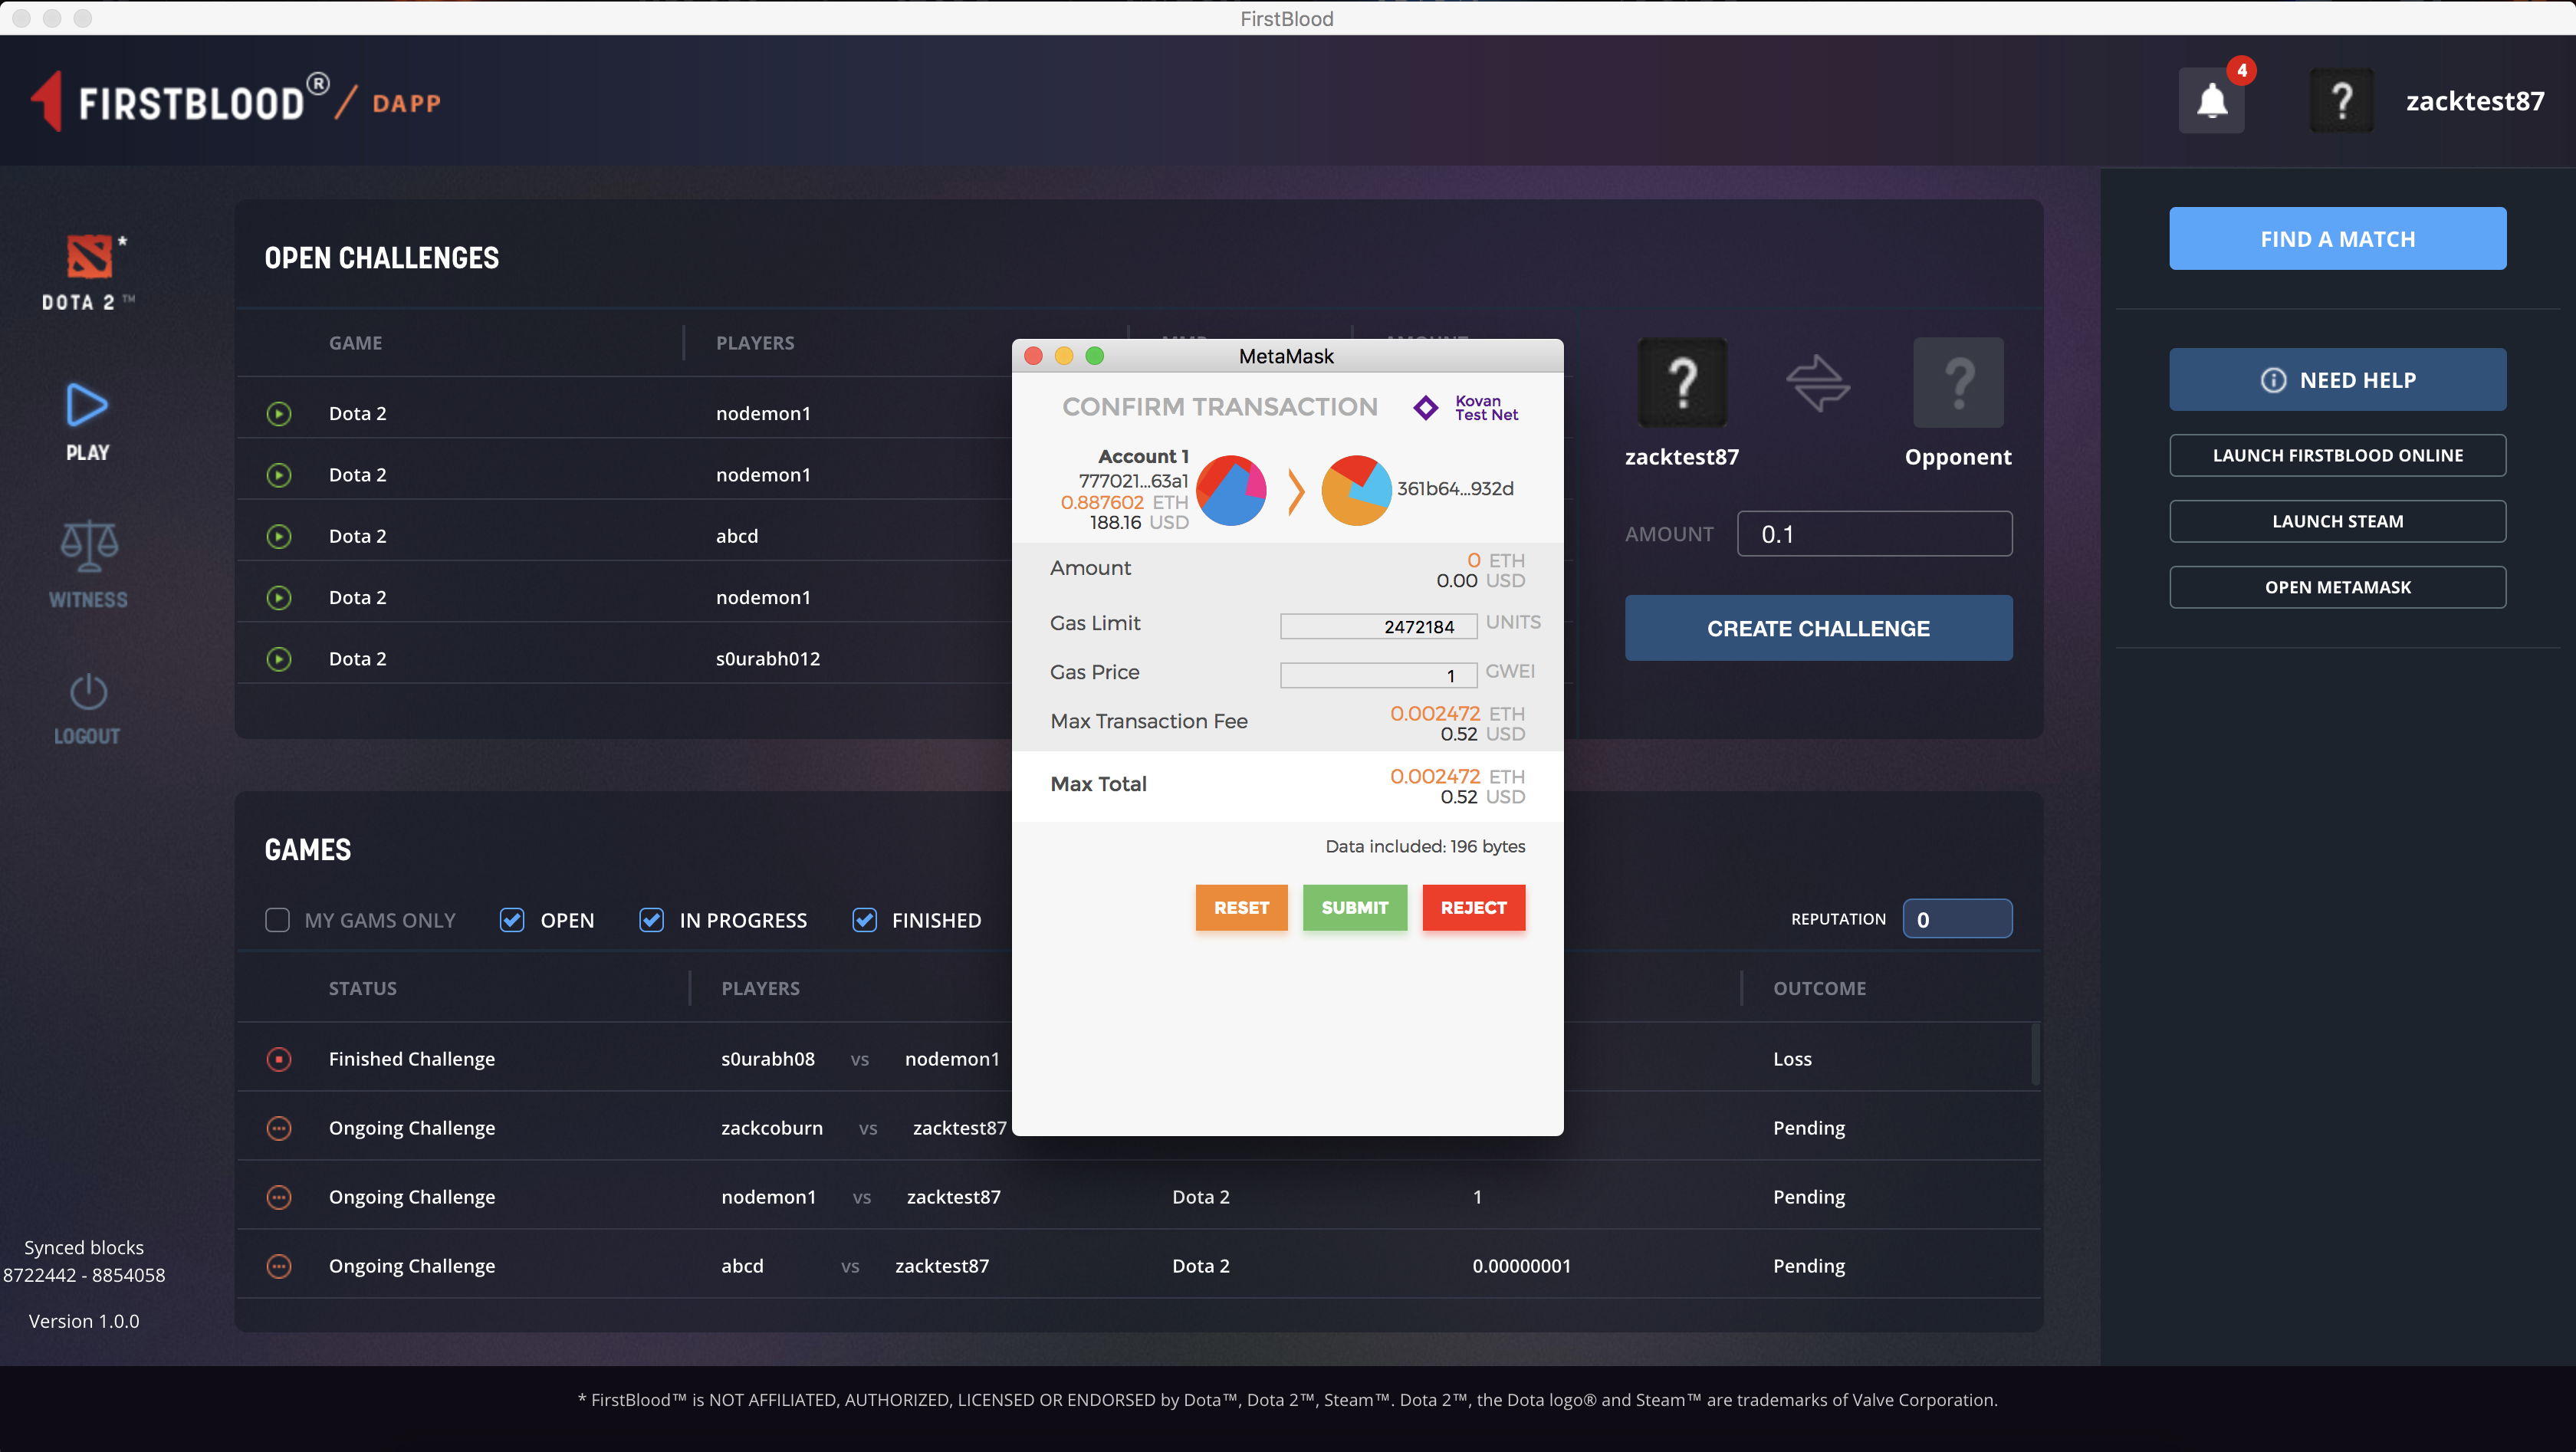 FirstBlood
FIRSTBLOOD® / DAPP
4
zacktest87
DOTA 2 ™
*
PLAY
WITNESS
LOGOUT
Synced blocks
8722442 - 8854058
Version 1.0.0
OPEN CHALLENGES
GAME PLAYERS MMR AMOUNT
Dota 2 nodemon1
Dota 2 nodemon1
Dota 2 abcd
Dota 2 nodemon1
Dota 2 s0urabh012
zacktest87 Opponent
AMOUNT 0.1
CREATE CHALLENGE
MetaMask
CONFIRM TRANSACTION
Kovan
Test Net
Account 1
777021...63a1
0.887602 ETH
188.16 USD
361b64...932d
Amount 0 ETH
0.00 USD
Gas Limit 2472184 UNITS
Gas Price 1 GWEI
Max Transaction Fee 0.002472 ETH
0.52 USD
Max Total 0.002472 ETH
0.52 USD
Data included: 196 bytes
RESET SUBMIT REJECT
GAMES
MY GAMS ONLY OPEN IN PROGRESS FINISHED
REPUTATION 0
STATUS PLAYERS OUTCOME
Finished Challenge s0urabh08 vs nodemon1 Loss
Ongoing Challenge zackcoburn vs zacktest87 Pending
Ongoing Challenge nodemon1 vs zacktest87 Dota 2 1 Pending
Ongoing Challenge abcd vs zacktest87 Dota 2 0.00000001 Pending
FIND A MATCH
NEED HELP
LAUNCH FIRSTBLOOD ONLINE
LAUNCH STEAM
OPEN METAMASK
* FirstBlood™ is NOT AFFILIATED, AUTHORIZED, LICENSED OR ENDORSED by Dota™, Dota 2™, Steam™. Dota 2™, the Dota logo® and Steam™ are trademarks of Valve Corporation.